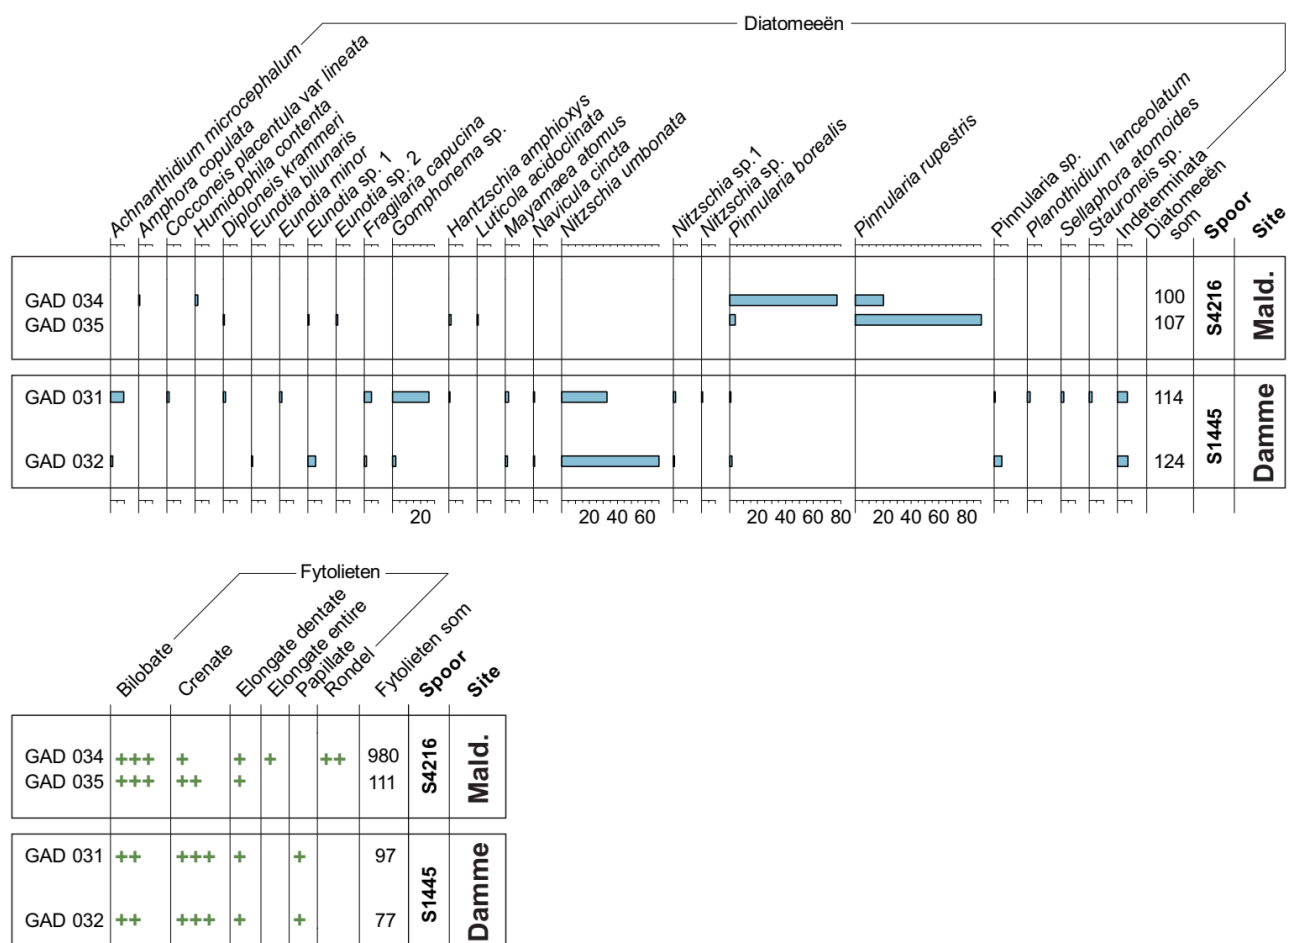 Diatomeeën
Achnanthidium microcephalum
Amphora copulata
Cocconeis placentula var lineata
Humidophila contenta
Diploneis krammeri
Eunotia bilunaris
Eunotia minor
Eunotia sp. 1
Eunotia sp. 2
Fragilaria capucina
Gomphonema sp.
Hantzschia amphioxys
Luticola acidoclinata
Mayamaea atomus
Navicula cincta
Nitzschia umbonata
Nitzschia sp.1
Nitzschia sp.
Pinnularia borealis
Pinnularia rupestris
Pinnularia sp.
Planothidium lanceolatum
Sellaphora atomoides
Stauroneis sp.
Indeterminata
Diatomeeën
som
Spoor
Site
GAD 034 100
GAD 035 107
S4216
Mald.
GAD 031 114
GAD 032 124
S1445
Damme
20 20 40 60 20 40 60 80 20 40 60 80
Fytolieten
Bilobate
Crenate
Elongate dentate
Elongate entire
Papillate
Rondel
Fytolieten som
Spoor
Site
GAD 034 +++ + + + ++ 980
GAD 035 +++ ++ + 111
S4216
Mald.
GAD 031 ++ +++ + + 97
GAD 032 ++ +++ + + 77
S1445
Damme